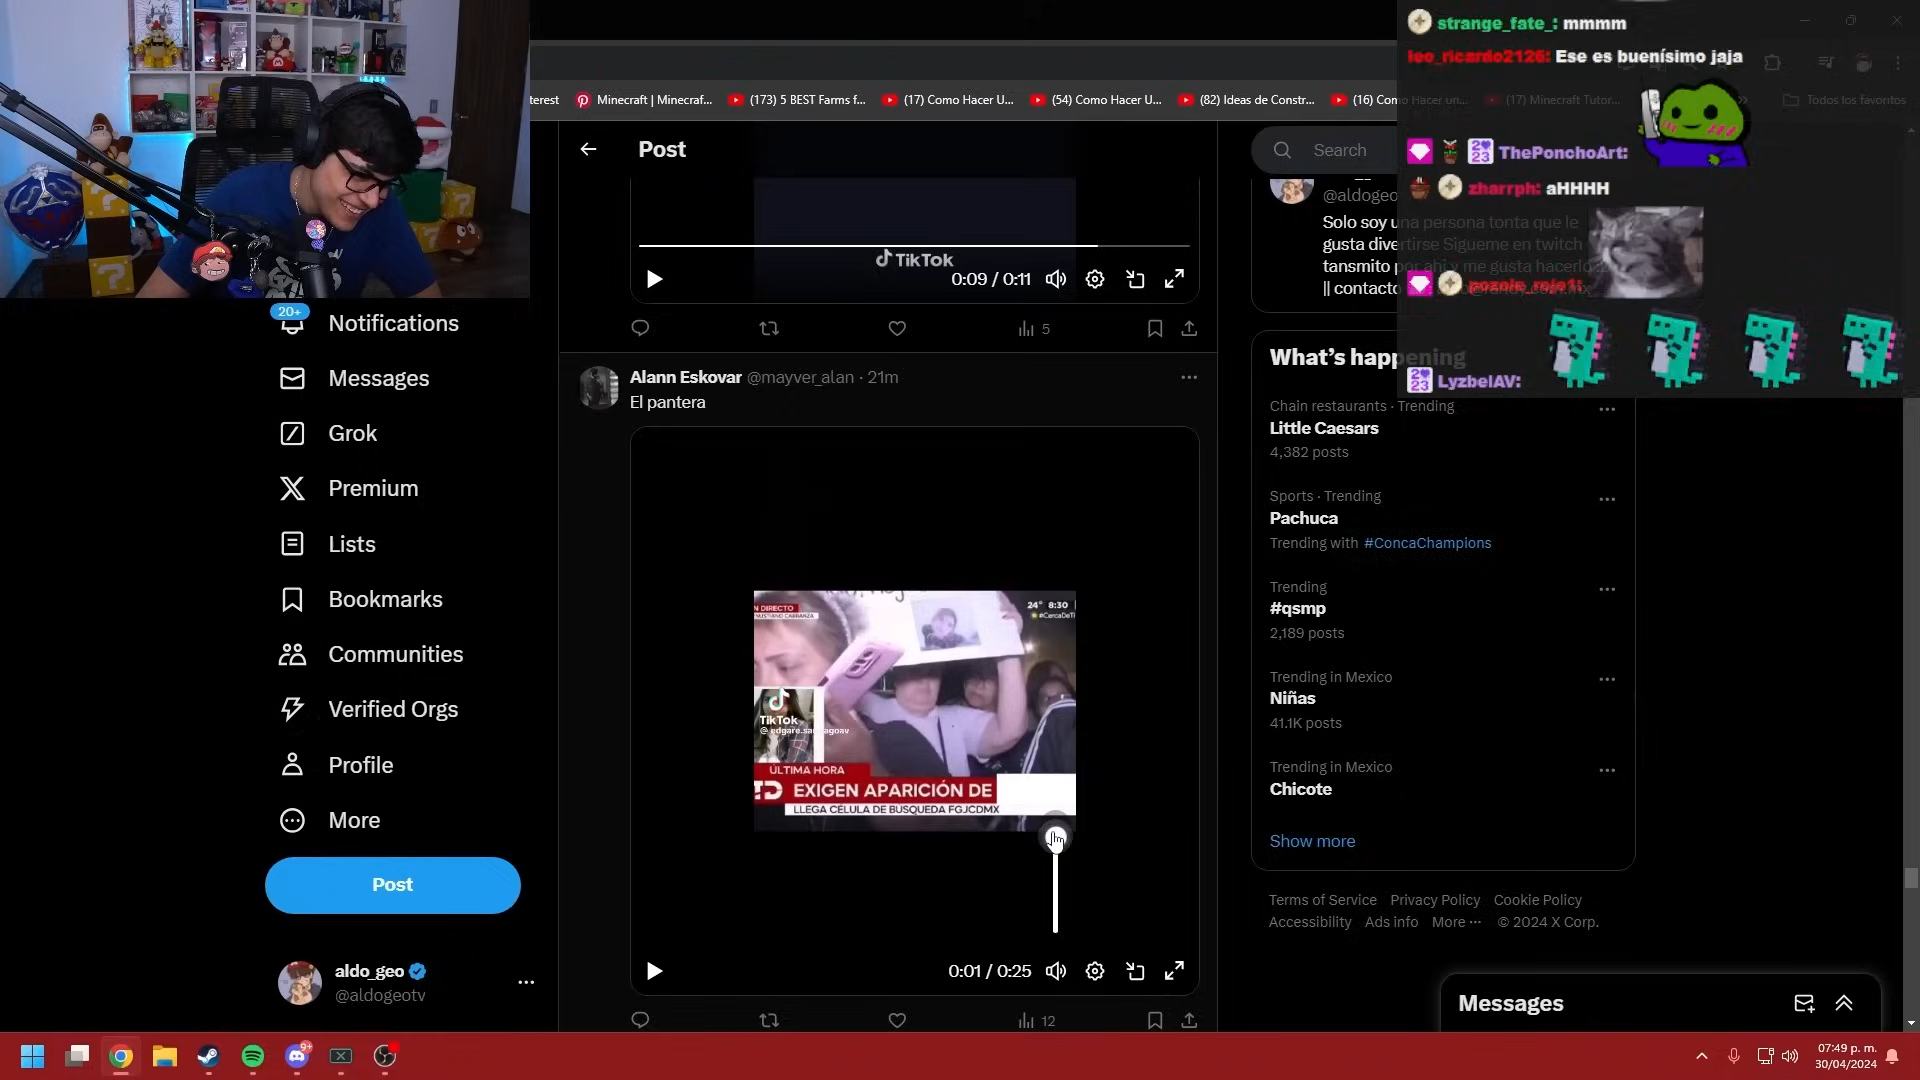 terest
Minecraft | Minecraf...
(173) 5 BEST Farms f...
(17) Como Hacer U...
(54) Como Hacer U...
(82) Ideas de Constr...
(16) Con Hacer un...
(17) Minecraft Tutor...
Todos los favoritos
strange_fate_: mmmm
leo_ricardo2126: Ese es buenísimo jaja
ThePonchoArt:
zharrph: aHHHH
pozole_rojo1:
LyzbelAV:
Post
Search
TikTok
0:09 / 0:11
5
@aldogeo
Solo soy una persona tonta que le
gusta divertirse Sigueme en twitch
tansmito por ahi y me gusta hacerlo
|| contacto
20+
Notifications
Messages
Grok
Premium
Lists
Bookmarks
Communities
Verified Orgs
Profile
More
Post
aldo_geo
@aldogeotv
Alann Eskovar @mayver_alan · 21m
El pantera
N DIRECTO
NUSTIANO CARRANZA
24° 8:30
#CercaDeTi
TikTok
ÚLTIMA HORA
EXIGEN APARICIÓN DE
LLEGA CÉLULA DE BÚSQUEDA FGJCDMX
0:01 / 0:25
12
What's happening
Chain restaurants · Trending
Little Caesars
4,382 posts
Sports · Trending
Pachuca
Trending with #ConcaChampions
Trending
#qsmp
2,189 posts
Trending in Mexico
Niñas
41.1K posts
Trending in Mexico
Chicote
Show more
Terms of Service Privacy Policy Cookie Policy
Accessibility Ads info More ··· © 2024 X Corp.
Messages
9+
07:49 p. m.
30/04/2024